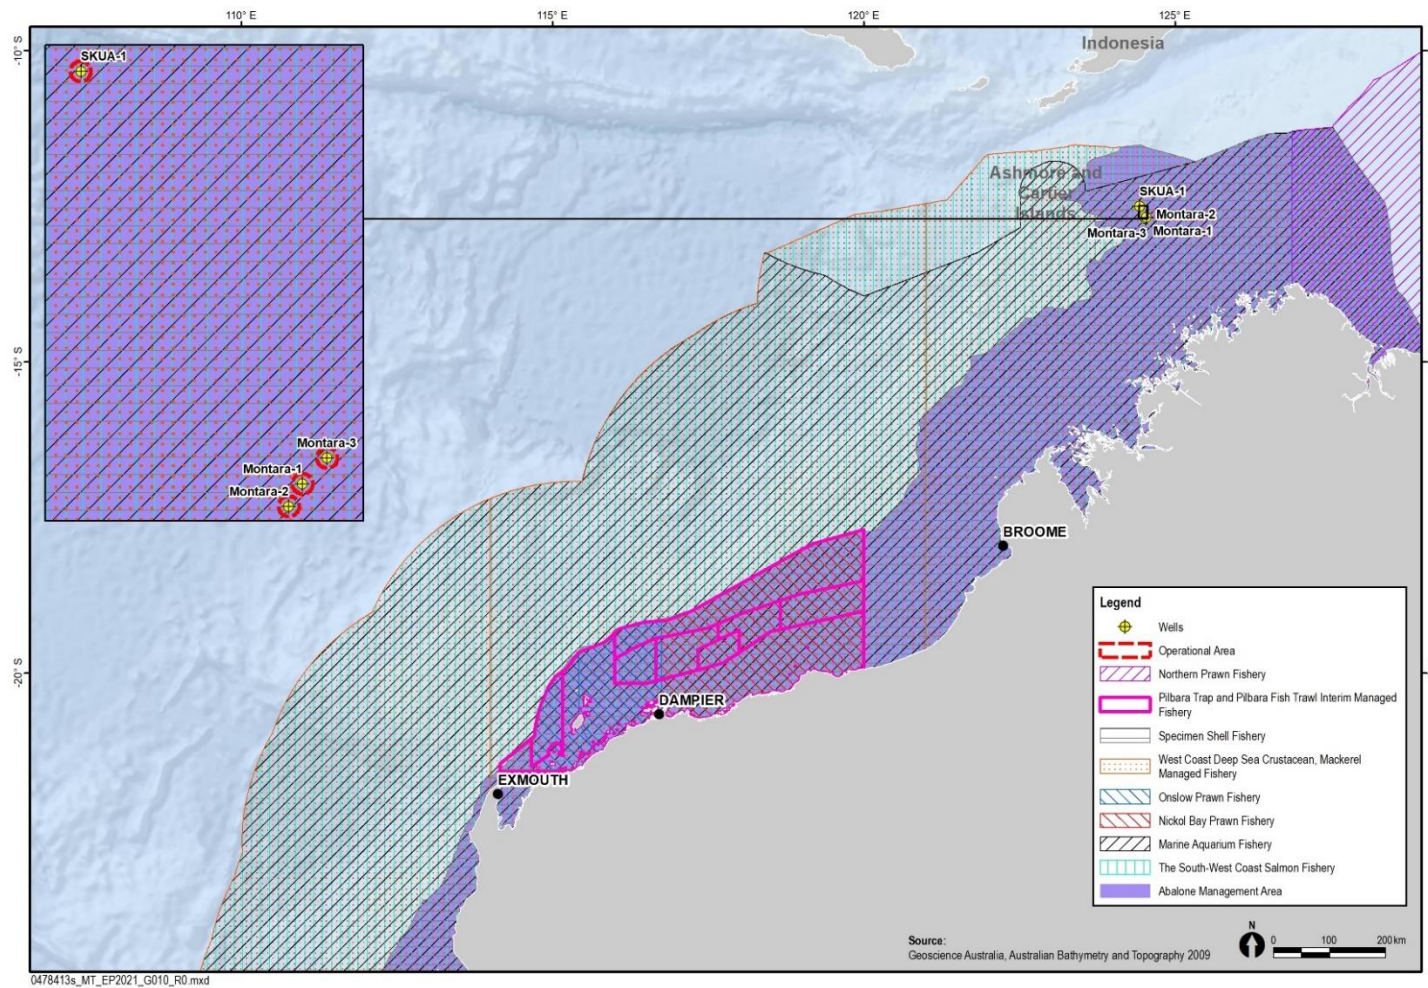 110° E
115° E
120° E
125° E
-10° S
-15° S
-20° S
SKUA-1
Montara-3
Montara-1
Montara-2
Indonesia
Ashmore and
Cartier
Islands
SKUA-1
Montara-2
Montara-3
Montara-1
BROOME
DAMPIER
EXMOUTH
Legend
Wells
Operational Area
Northern Prawn Fishery
Pilbara Trap and Pilbara Fish Trawl Interim Managed
Fishery
Specimen Shell Fishery
West Coast Deep Sea Crustacean, Mackerel
Managed Fishery
Onslow Prawn Fishery
Nickol Bay Prawn Fishery
Marine Aquarium Fishery
The South-West Coast Salmon Fishery
Abalone Management Area
Source:
Geoscience Australia, Australian Bathymetry and Topography 2009
N
0 100 200 km
0478413s_MT_EP2021_G010_R0.mxd